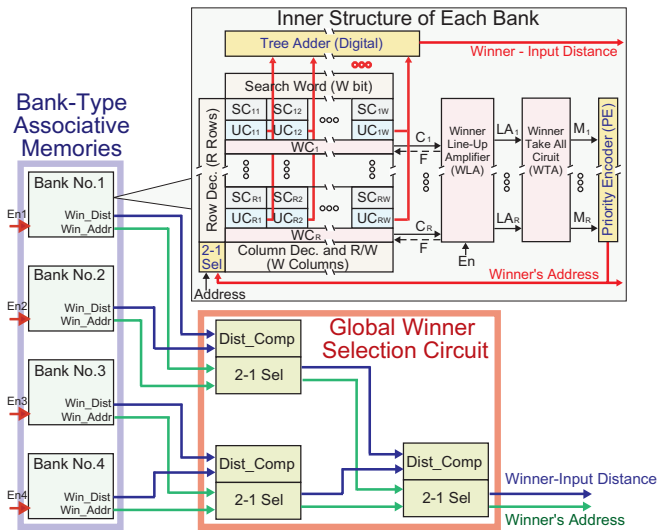 Inner Structure of Each Bank
Tree Adder (Digital)
Winner - Input Distance
Search Word (W bit)
Row Dec. (R Rows)
SC11 SC12 SC1W
UC11 UC12 UC1W
WC1
SCR1 SCR2 SCRW
UCR1 UCR2 UCRW
WCR
C1
F
CR
F
Winner
Line-Up
Amplifier
(WLA)
En
LA1
LAR
Winner
Take All
Ciruit
(WTA)
M1
MR
Priority Encoder (PE)
2-1
Sel
Column Dec. and R/W
(W Columns)
Address
Winner's Address
Bank-Type
Associative
Memories
Bank No.1
En1
Win_Dist
Win_Addr
Bank No.2
En2
Win_Dist
Win_Addr
Bank No.3
En3
Win_Dist
Win_Addr
Bank No.4
En4
Win_Dist
Win_Addr
Global Winner
Selection Circuit
Dist_Comp
2-1 Sel
Dist_Comp
2-1 Sel
Dist_Comp
2-1 Sel
Winner-Input Distance
Winner's Address